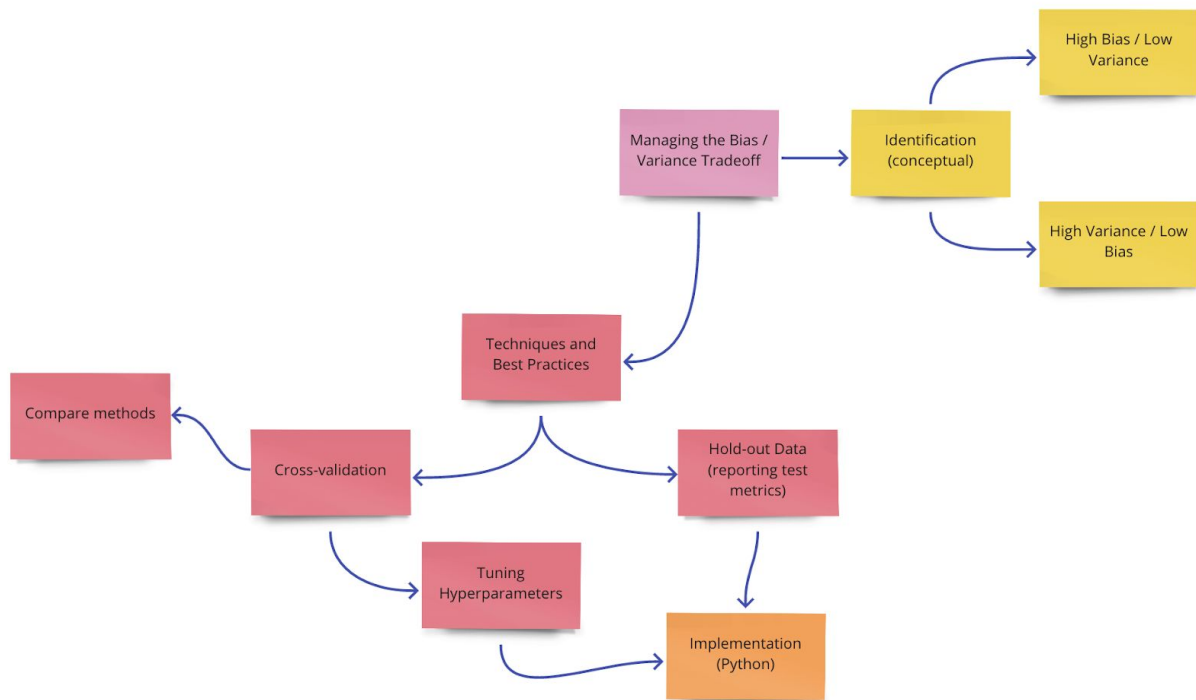 High Bias / Low
Variance
Managing the Bias /
Variance Tradeoff
Identification
(conceptual)
High Variance / Low
Bias
Techniques and
Best Practices
Compare methods
Cross-validation
Hold-out Data
(reporting test
metrics)
Tuning
Hyperparameters
Implementation
(Python)